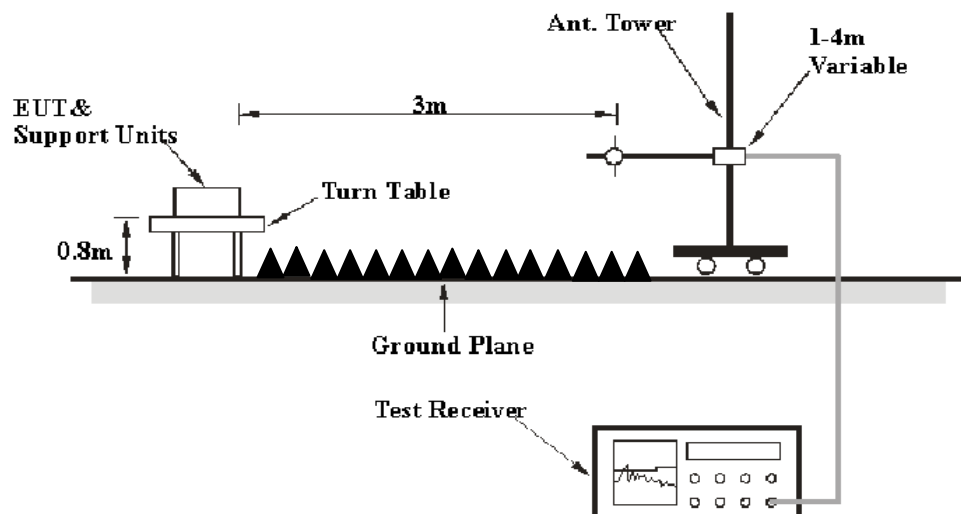 Ant. Tower
1-4m
Variable
3m
EUT&
Support Units
Turn Table
0.8m
Ground Plane
Test Receiver